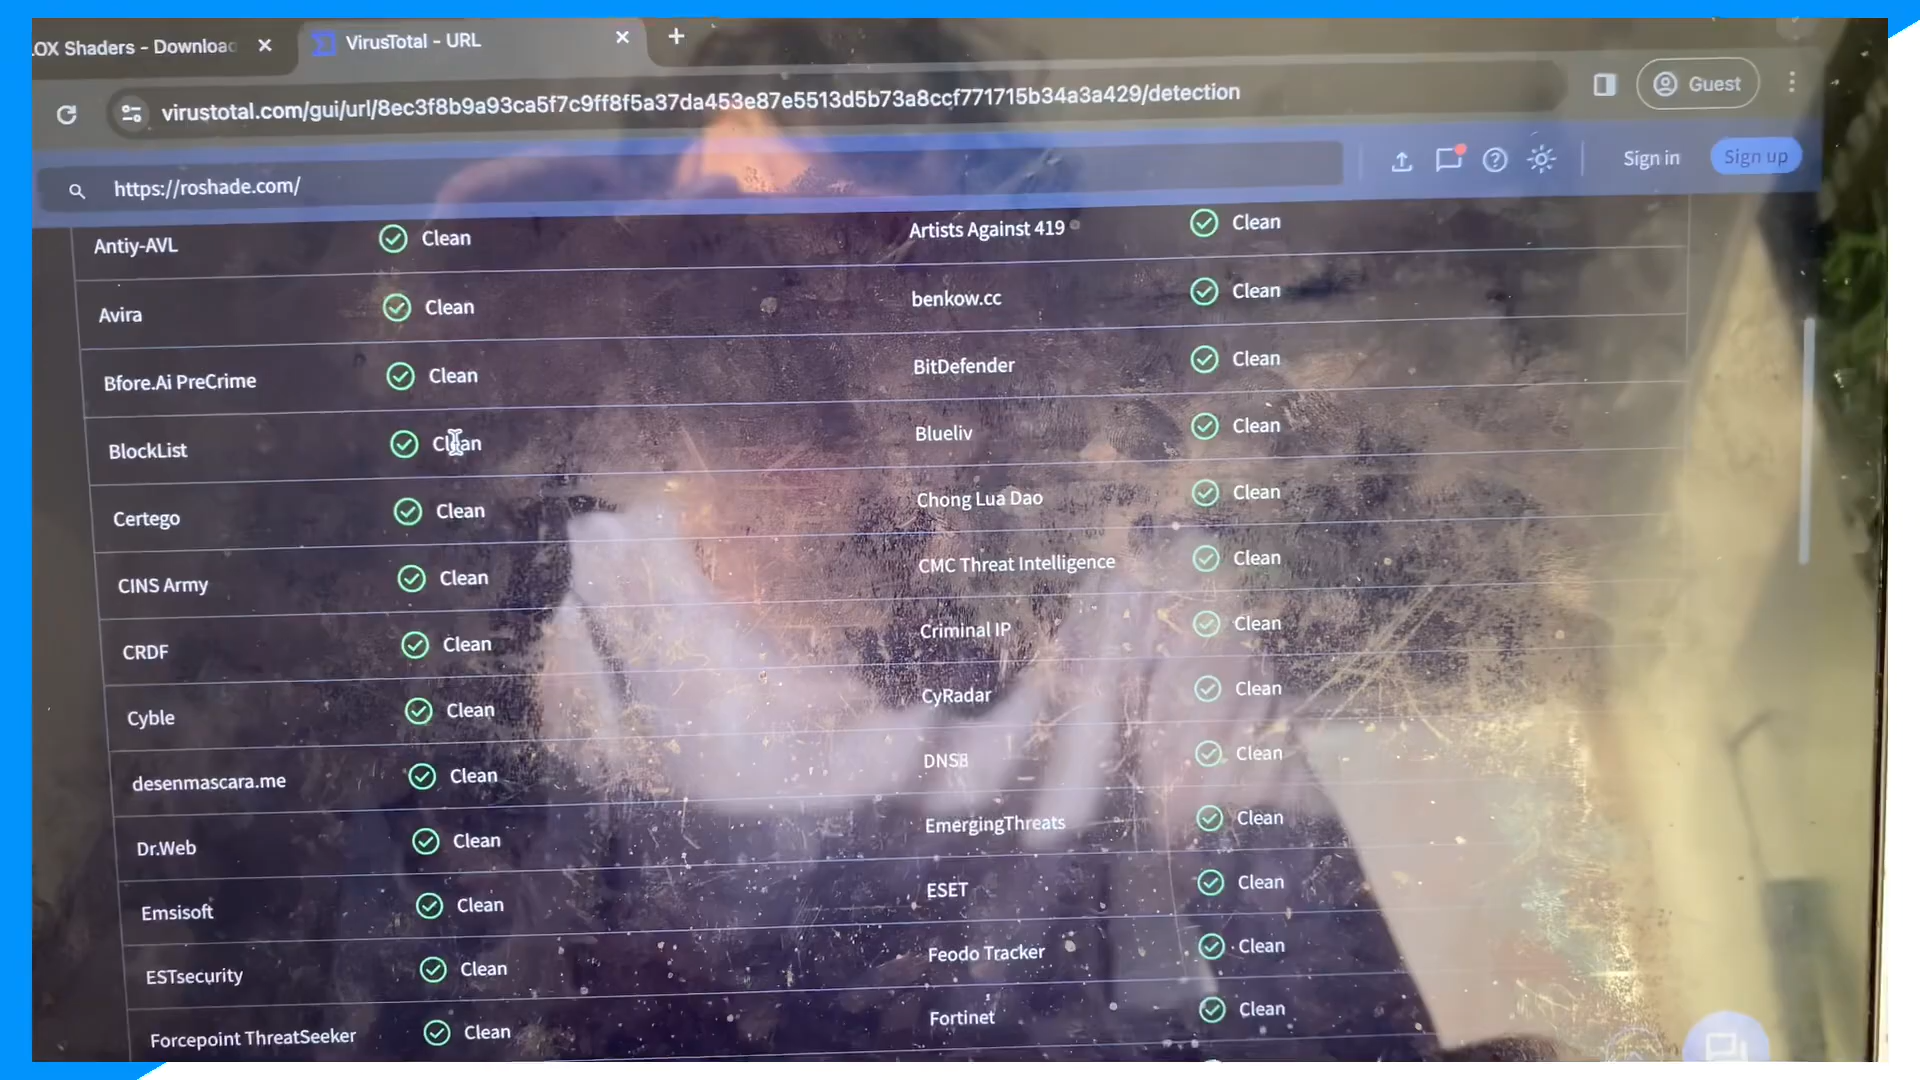 OX Shaders - Download
VirusTotal - URL
virustotal.com/gui/url/8ec3f8b9a93ca5f7c9ff8f5a37da453e87e5513d5b73a8ccf771715b34a3a429/detection
Guest
https://roshade.com/
Sign in
Sign up
Antiy-AVL Clean Artists Against 419 Clean
Avira Clean benkow.cc Clean
Bfore.Ai PreCrime Clean BitDefender Clean
BlockList Clean Blueliv Clean
Certego Clean Chong Lua Dao Clean
CINS Army Clean CMC Threat Intelligence Clean
CRDF Clean Criminal IP Clean
Cyble Clean CyRadar Clean
desenmascara.me Clean DNS8 Clean
Dr.Web Clean EmergingThreats Clean
Emsisoft Clean ESET Clean
ESTsecurity Clean Feodo Tracker Clean
Forcepoint ThreatSeeker Clean Fortinet Clean